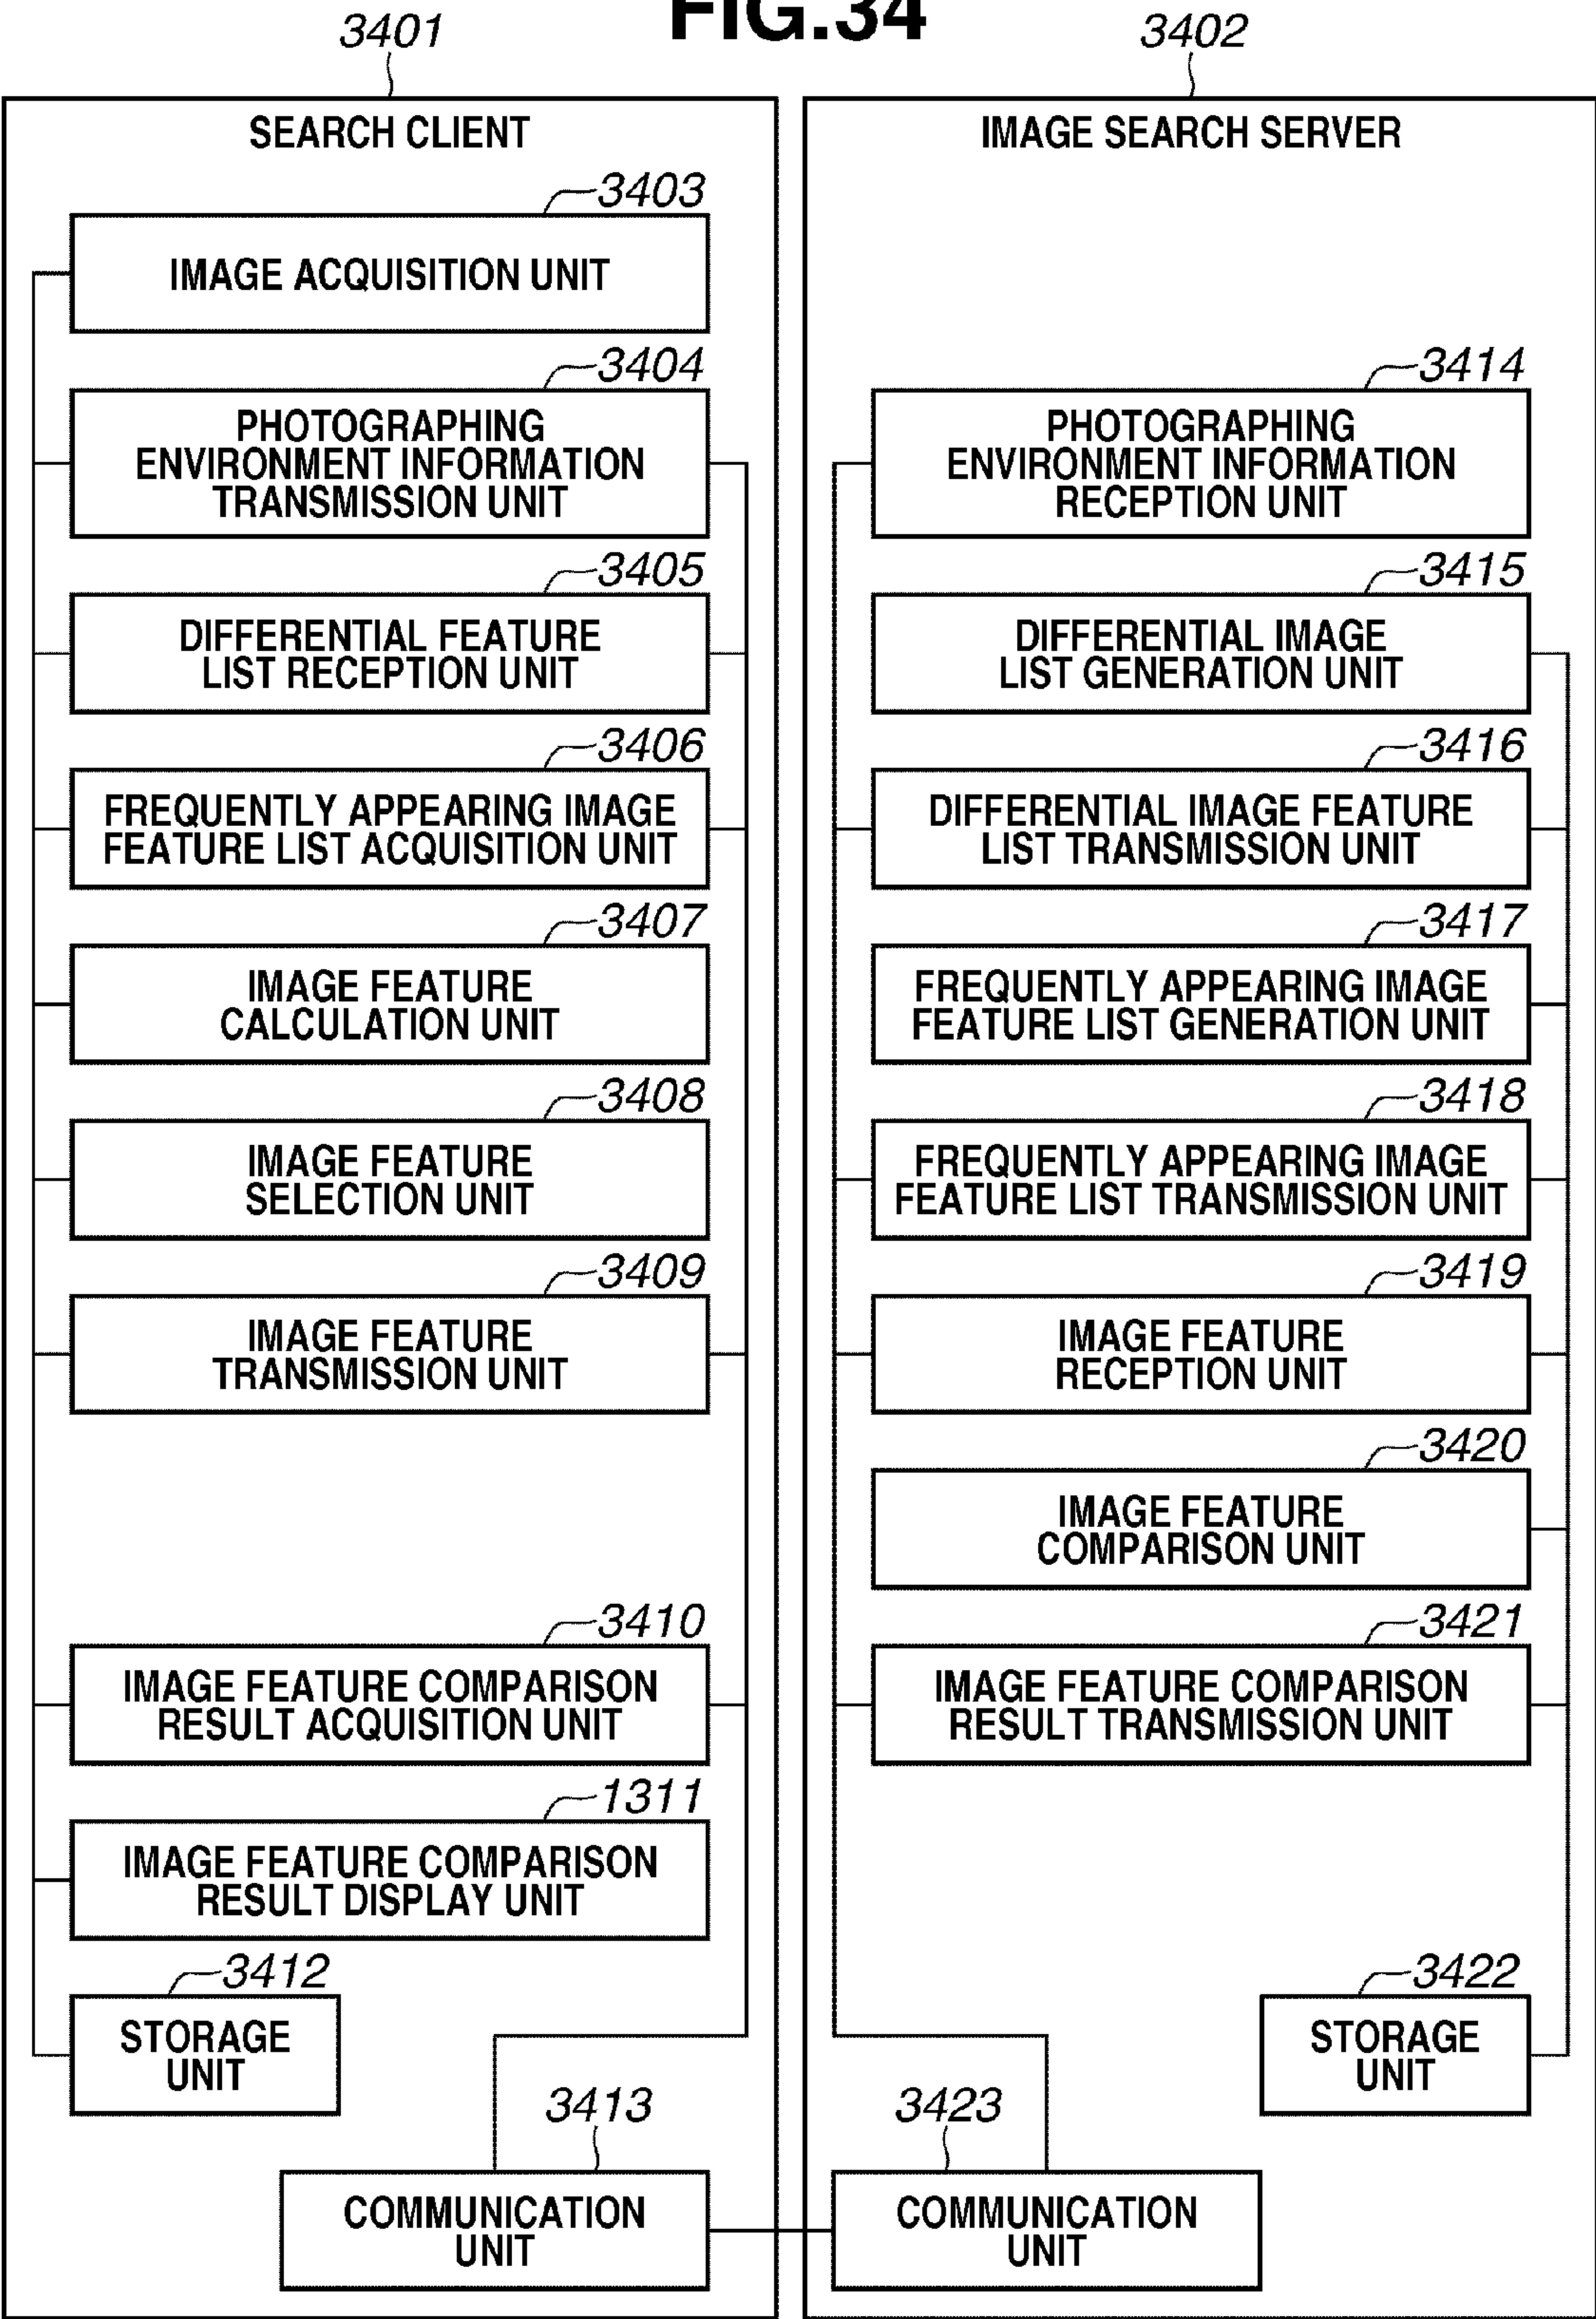 FIG.34
3401
SEARCH CLIENT
3403
IMAGE ACQUISITION UNIT
3404
PHOTOGRAPHING
ENVIRONMENT INFORMATION
TRANSMISSION UNIT
3405
DIFFERENTIAL FEATURE
LIST RECEPTION UNIT
3406
FREQUENTLY APPEARING IMAGE
FEATURE LIST ACQUISITION UNIT
3407
IMAGE FEATURE
CALCULATION UNIT
3408
IMAGE FEATURE
SELECTION UNIT
3409
IMAGE FEATURE
TRANSMISSION UNIT
3410
IMAGE FEATURE COMPARISON
RESULT ACQUISITION UNIT
1311
IMAGE FEATURE COMPARISON
RESULT DISPLAY UNIT
3412
STORAGE
UNIT
3413
COMMUNICATION
UNIT
3402
IMAGE SEARCH SERVER
3414
PHOTOGRAPHING
ENVIRONMENT INFORMATION
RECEPTION UNIT
3415
DIFFERENTIAL IMAGE
LIST GENERATION UNIT
3416
DIFFERENTIAL IMAGE FEATURE
LIST TRANSMISSION UNIT
3417
FREQUENTLY APPEARING IMAGE
FEATURE LIST GENERATION UNIT
3418
FREQUENTLY APPEARING IMAGE
FEATURE LIST TRANSMISSION UNIT
3419
IMAGE FEATURE
RECEPTION UNIT
3420
IMAGE FEATURE
COMPARISON UNIT
3421
IMAGE FEATURE COMPARISON
RESULT TRANSMISSION UNIT
3422
STORAGE
UNIT
3423
COMMUNICATION
UNIT